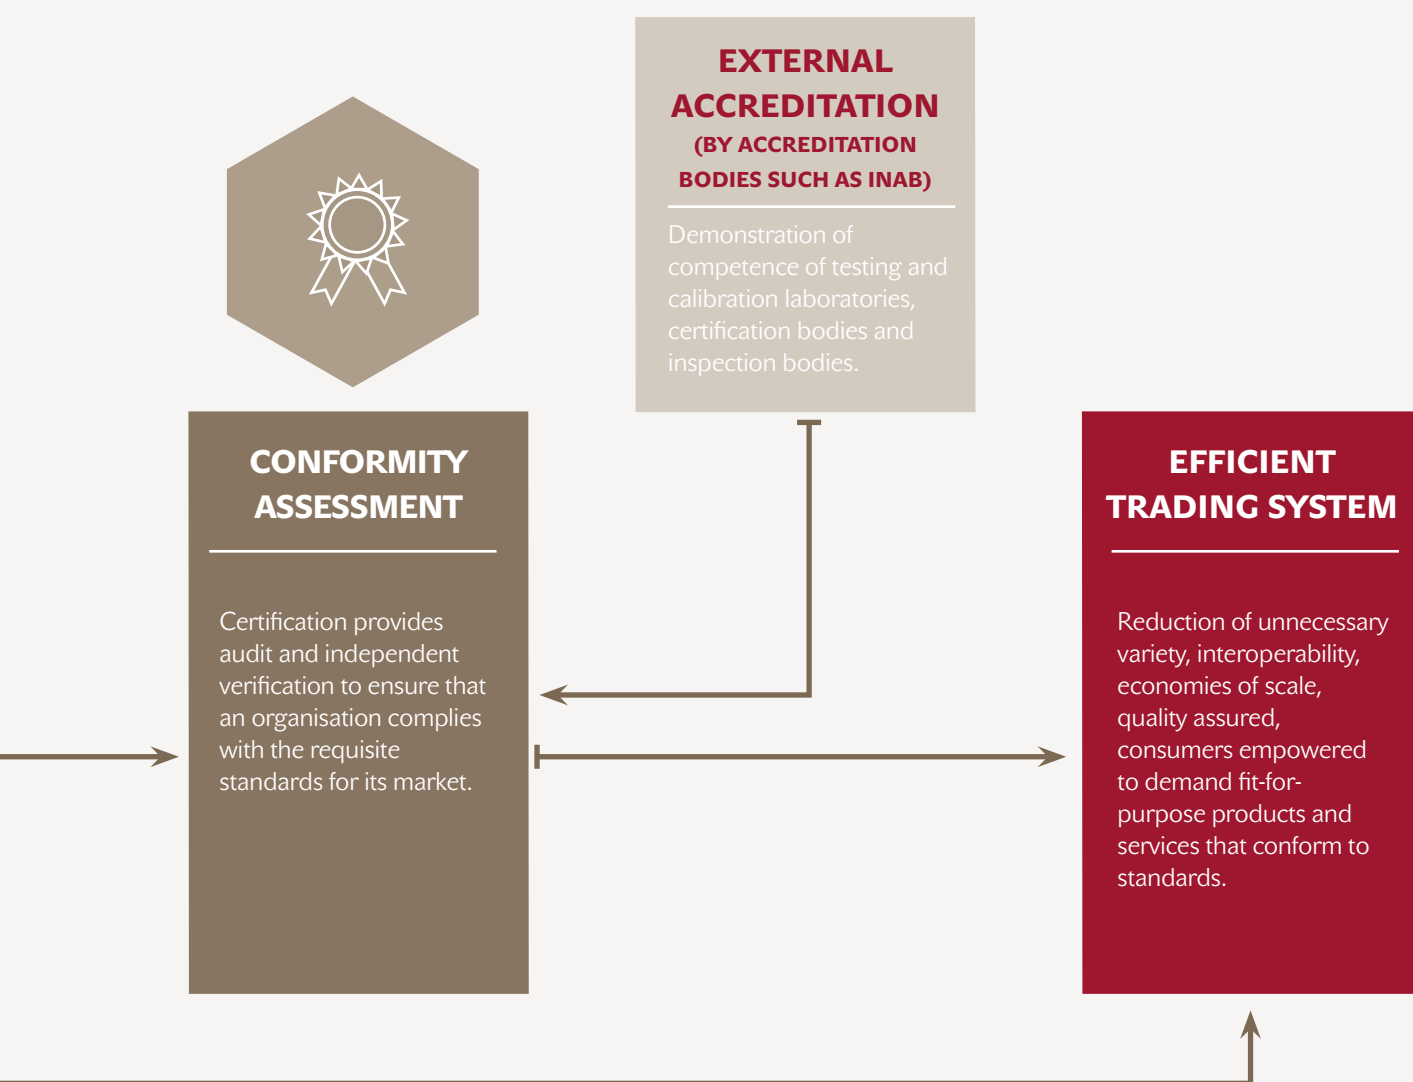 EXTERNAL
ACCREDITATION
(BY ACCREDITATION
BODIES SUCH AS INAB)
Demonstration of
competence of testing and
calibration laboratories,
certification bodies and
inspection bodies.
CONFORMITY
ASSESSMENT
Certification provides
audit and independent
verification to ensure that
an organisation complies
with the requisite
standards for its market.
EFFICIENT
TRADING SYSTEM
Reduction of unnecessary
variety, interoperability,
economies of scale,
quality assured,
consumers empowered
to demand fit-for-
purpose products and
services that conform to
standards.